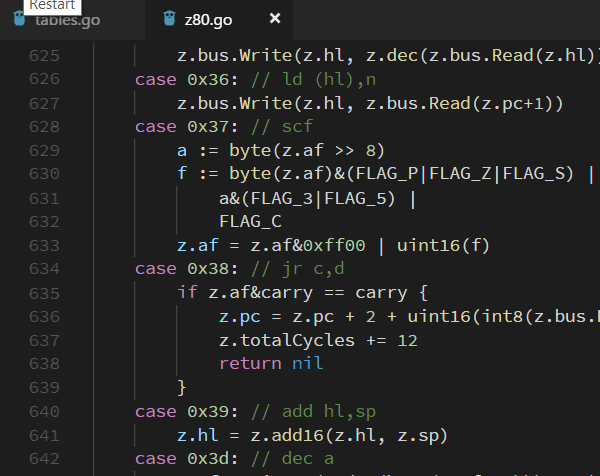 Restart
tables.go
z80.go ×
625 z.bus.Write(z.hl, z.dec(z.bus.Read(z.hl))
626 case 0x36: // ld (hl),n
627 z.bus.Write(z.hl, z.bus.Read(z.pc+1))
628 case 0x37: // scf
629 a := byte(z.af >> 8)
630 f := byte(z.af)&(FLAG_P|FLAG_Z|FLAG_S) |
631 a&(FLAG_3|FLAG_5) |
632 FLAG_C
633 z.af = z.af&0xff00 | uint16(f)
634 case 0x38: // jr c,d
635 if z.af&carry == carry {
636 z.pc = z.pc + 2 + uint16(int8(z.bus.
637 z.totalCycles += 12
638 return nil
639 }
640 case 0x39: // add hl,sp
641 z.hl = z.add16(z.hl, z.sp)
642 case 0x3d: // dec a